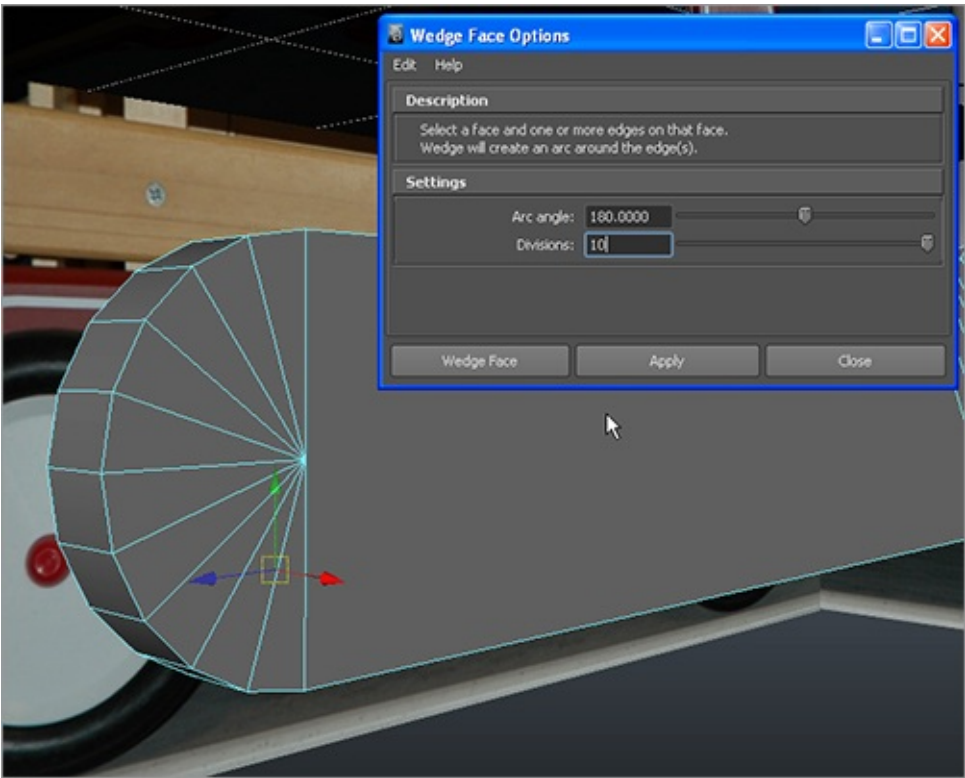 Wedge Face Options
Edit Help
Description
Select a face and one or more edges on that face.
Wedge will create an arc around the edge(s).
Settings
Arc angle: 180.0000
Divisions: 10
Wedge Face Apply Close